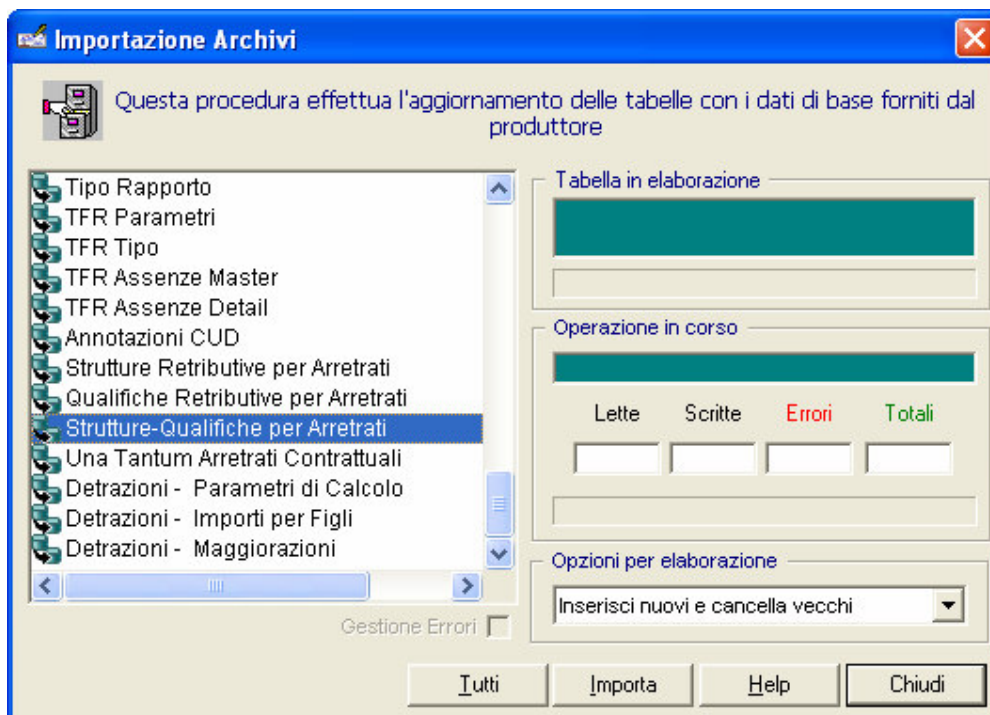 Importazione Archivi
Questa procedura effettua l'aggiornamento delle tabelle con i dati di base forniti dal
produttore
Tipo Rapporto
TFR Parametri
TFR Tipo
TFR Assenze Master
TFR Assenze Detail
Annotazioni CUD
Strutture Retributive per Arretrati
Qualifiche Retributive per Arretrati
Strutture-Qualifiche per Arretrati
Una Tantum Arretrati Contrattuali
Detrazioni - Parametri di Calcolo
Detrazioni - Importi per Figli
Detrazioni - Maggiorazioni
Gestione Errori
Tabella in elaborazione
Operazione in corso
Lette Scritte Errori Totali
Opzioni per elaborazione
Inserisci nuovi e cancella vecchi
Tutti Importa Help Chiudi